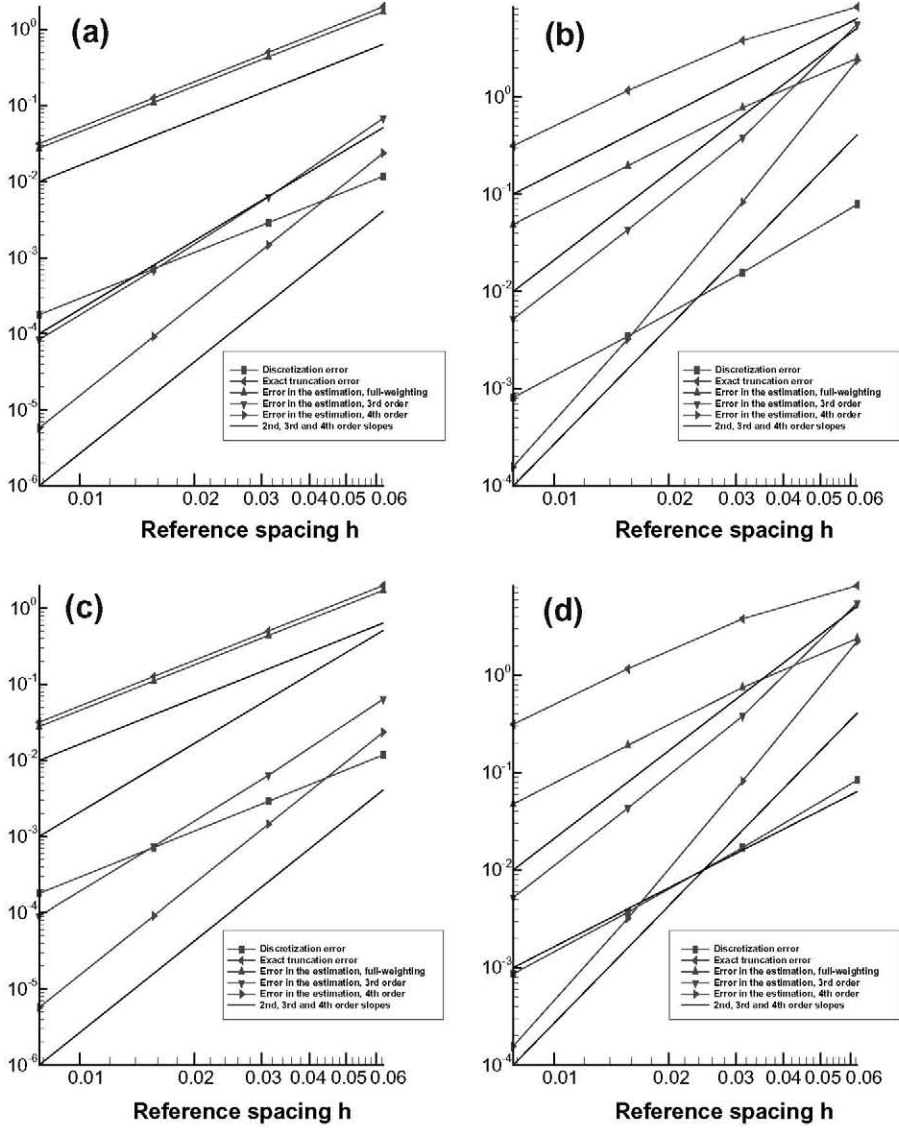 (a)
10^0
10^-1
10^-2
10^-3
10^-4
10^-5
10^-6
0.01 0.02 0.03 0.04 0.05 0.06
Reference spacing h
Discretization error
Exact truncation error
Error in the estimation, full-weighting
Error in the estimation, 3rd order
Error in the estimation, 4th order
2nd, 3rd and 4th order slopes
(b)
10^0
10^-1
10^-2
10^-3
10^-4
0.01 0.02 0.03 0.04 0.05 0.06
Reference spacing h
Discretization error
Exact truncation error
Error in the estimation, full-weighting
Error in the estimation, 3rd order
Error in the estimation, 4th order
2nd, 3rd and 4th order slopes
(c)
10^0
10^-1
10^-2
10^-3
10^-4
10^-5
10^-6
0.01 0.02 0.03 0.04 0.05 0.06
Reference spacing h
Discretization error
Exact truncation error
Error in the estimation, full-weighting
Error in the estimation, 3rd order
Error in the estimation, 4th order
2nd, 3rd and 4th order slopes
(d)
10^0
10^-1
10^-2
10^-3
10^-4
0.01 0.02 0.03 0.04 0.05 0.06
Reference spacing h
Discretization error
Exact truncation error
Error in the estimation, full-weighting
Error in the estimation, 3rd order
Error in the estimation, 4th order
2nd, 3rd and 4th order slopes